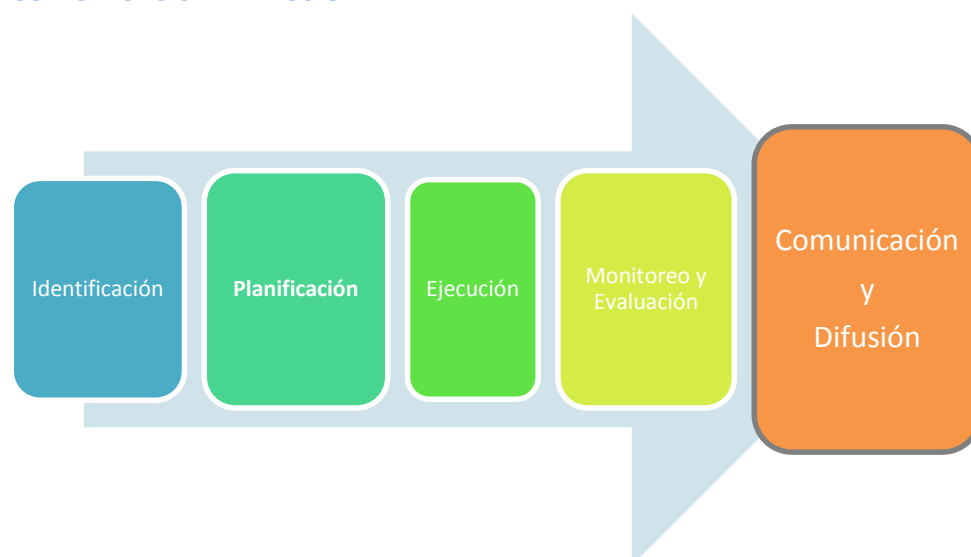 Identificación
Planificación
Ejecución
Monitoreo y
Evaluación
Comunicación
y
Difusión